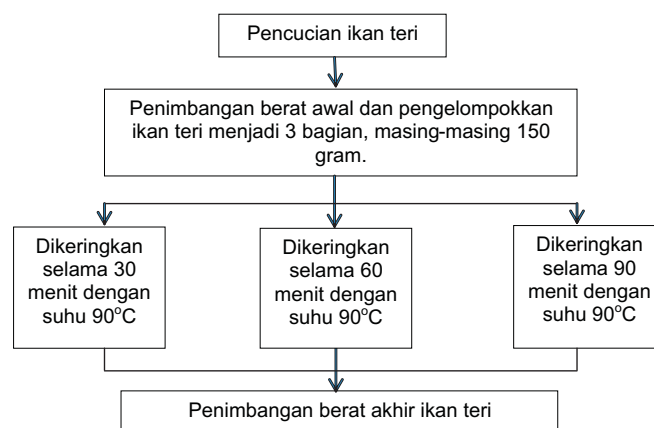 Pencucian ikan teri
Penimbangan berat awal dan pengelompokkan
ikan teri menjadi 3 bagian, masing-masing 150
gram.
Dikeringkan
selama 30
menit dengan
suhu 90°C
Dikeringkan
selama 60
menit dengan
suhu 90°C
Dikeringkan
selama 90
menit dengan
suhu 90°C
Penimbangan berat akhir ikan teri